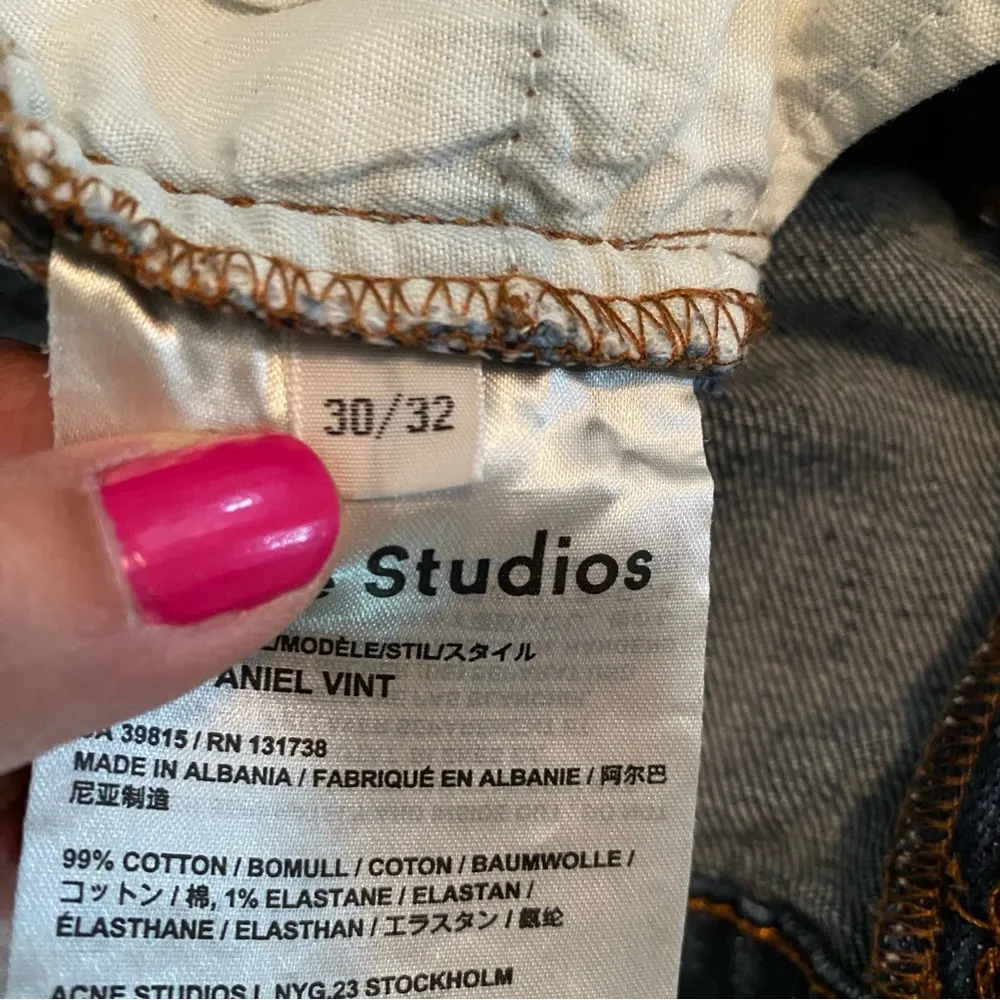 30/32
Studios
/MODÈLE/STIL/スタイル
ANIEL VINT
39815 / RN 131738
MADE IN ALBANIA / FABRIQUÉ EN ALBANIE / 阿尔巴
尼亚制造
99% COTTON / BOMULL / COTON / BAUMWOLLE /
コットン / 棉, 1% ELASTANE / ELASTAN /
ÉLASTHANE / ELASTHAN / エラスタン / 氨纶
ACNE STUDIOS L NYG.23 STOCKHOLM